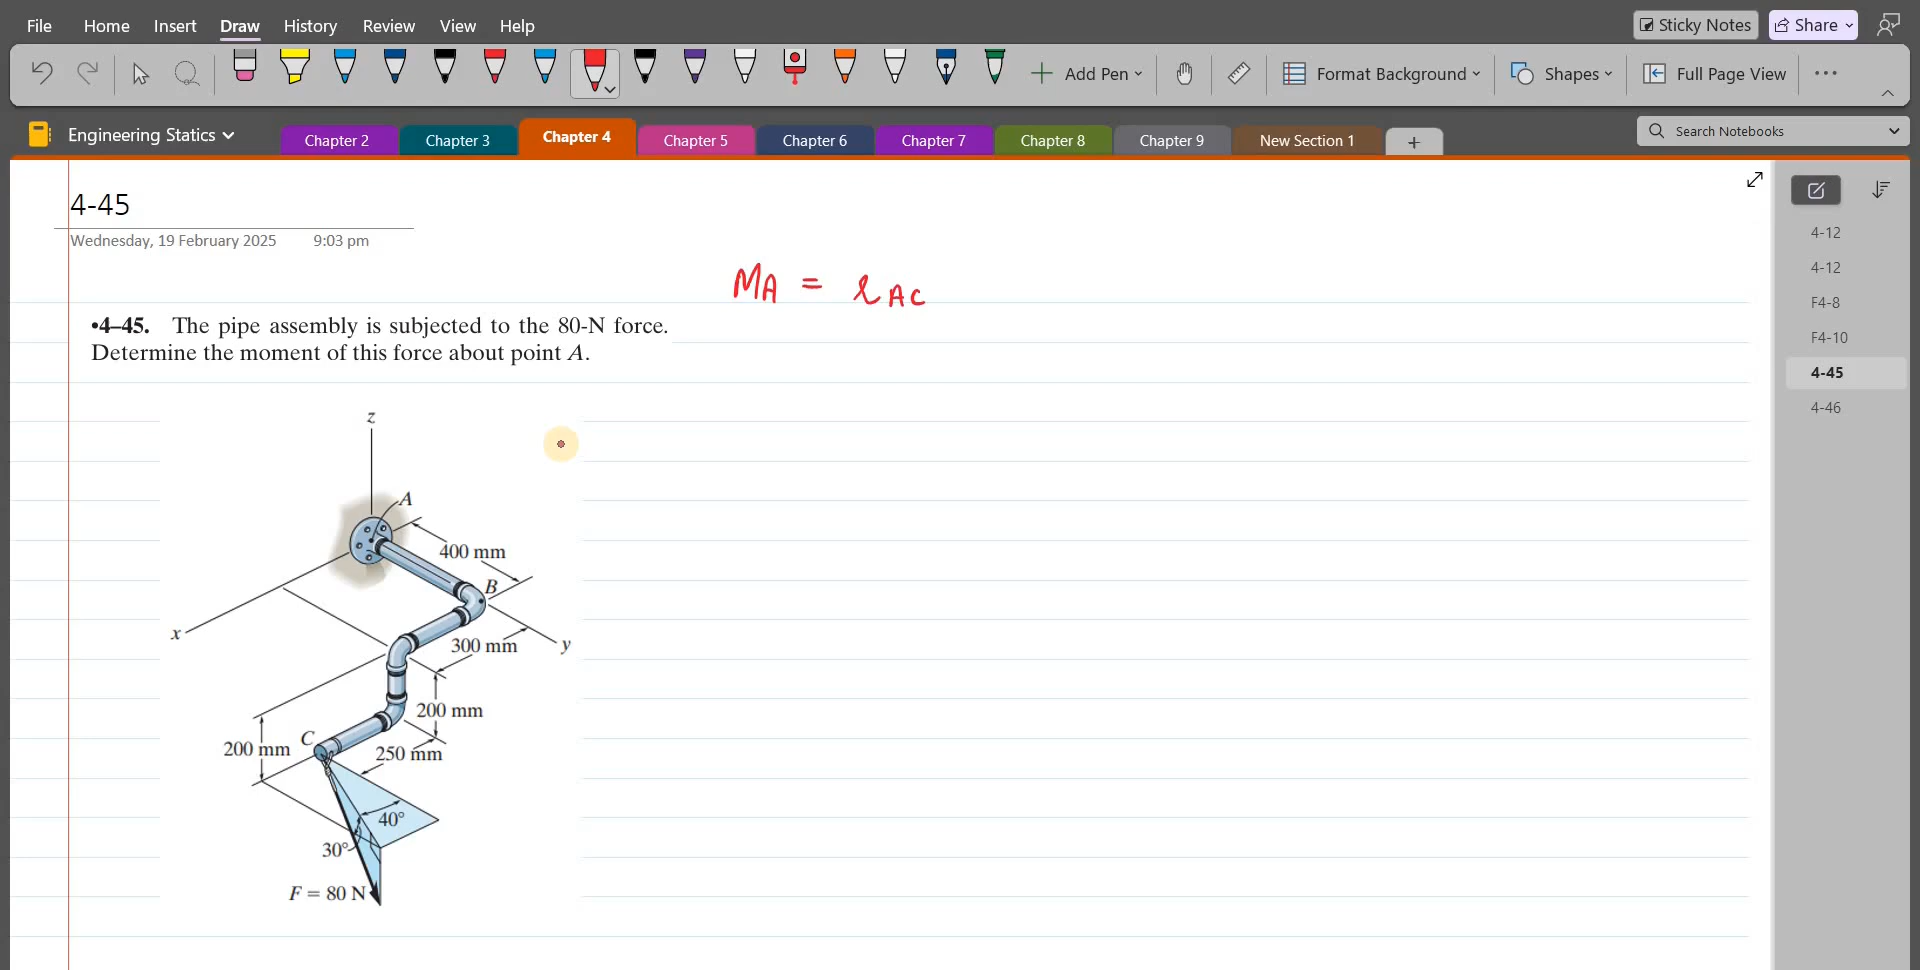 File Home Insert Draw History Review View Help Sticky Notes Share
Add Pen Format Background Shapes Full Page View
Engineering Statics Chapter 2 Chapter 3 Chapter 4 Chapter 5 Chapter 6 Chapter 7 Chapter 8 Chapter 9 New Section 1 + Search Notebooks
4-45
Wednesday, 19 February 2025 9:03 pm
MA = rAC
•4–45. The pipe assembly is subjected to the 80-N force.
Determine the moment of this force about point A.
z
A
400 mm
B
x
300 mm
y
200 mm
C
200 mm
250 mm
40°
30°
F = 80 N
4-12
4-12
F4-8
F4-10
4-45
4-46